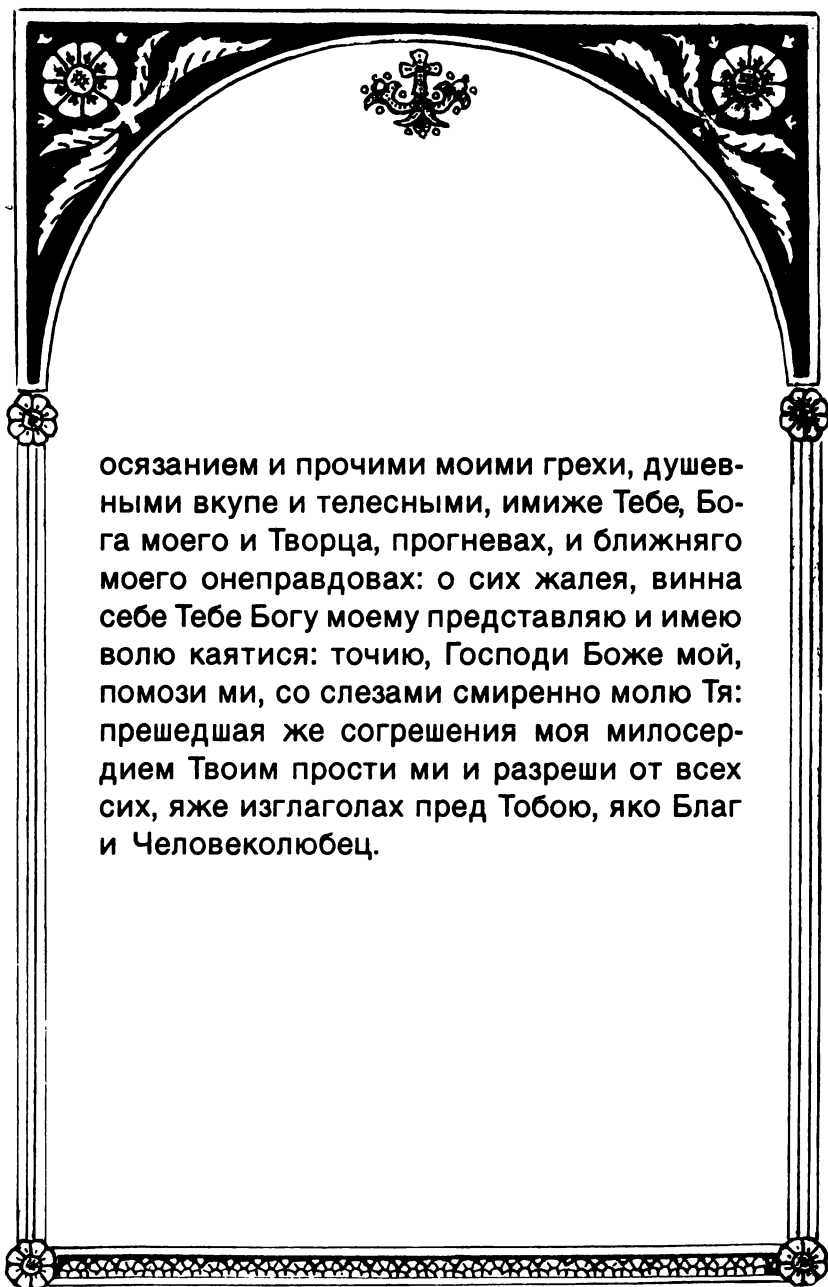 осязанием и прочими моими грехи, душев-
ными вкупе и телесными, имиже Тебе, Бо-
га моего и Творца, прогневах, и ближняго
моего онеправдовах: о сих жалея, винна
себе Тебе Богу моему представляю и имею
волю каятися: точию, Господи Боже мой,
помози ми, со слезами смиренно молю Тя:
прешедшая же согрешения моя милосер-
дием Твоим прости ми и разреши от всех
сих, яже изглаголах пред Тобою, яко Благ
и Человеколюбец.